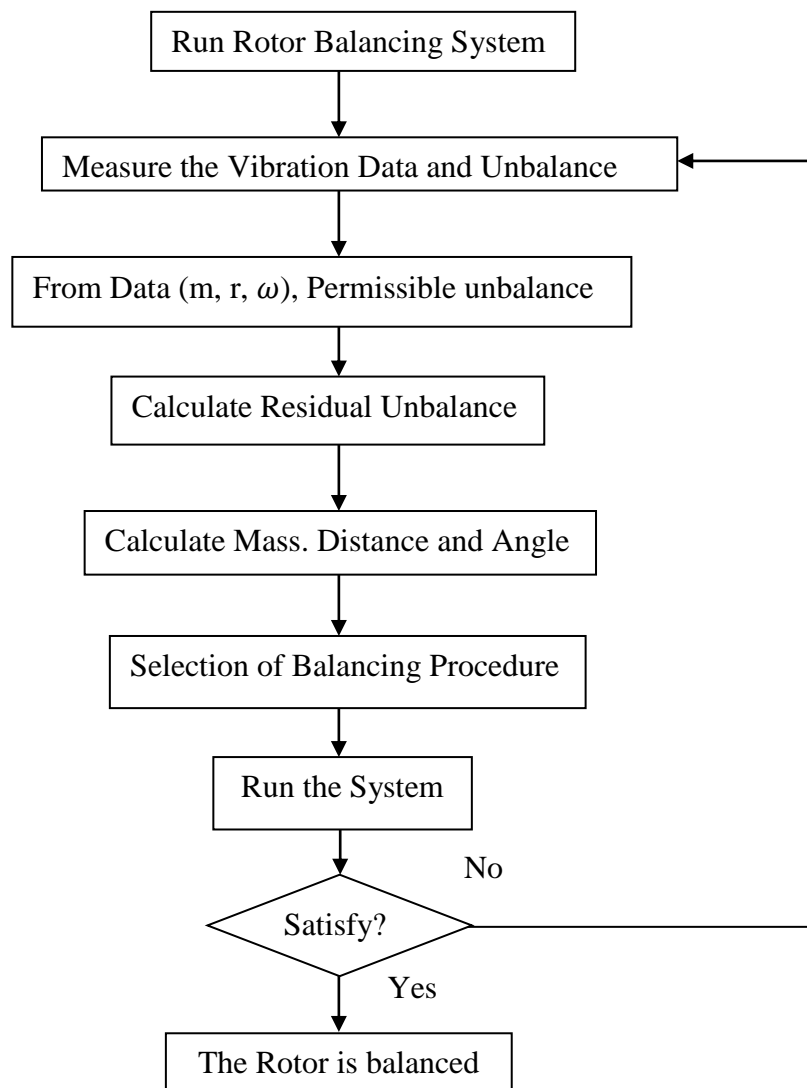 Run Rotor Balancing System
Measure the Vibration Data and Unbalance
From Data (m, r, 𝜔), Permissible unbalance
Calculate Residual Unbalance
Calculate Mass. Distance and Angle
Selection of Balancing Procedure
Run the System
No
Satisfy?
Yes
The Rotor is balanced